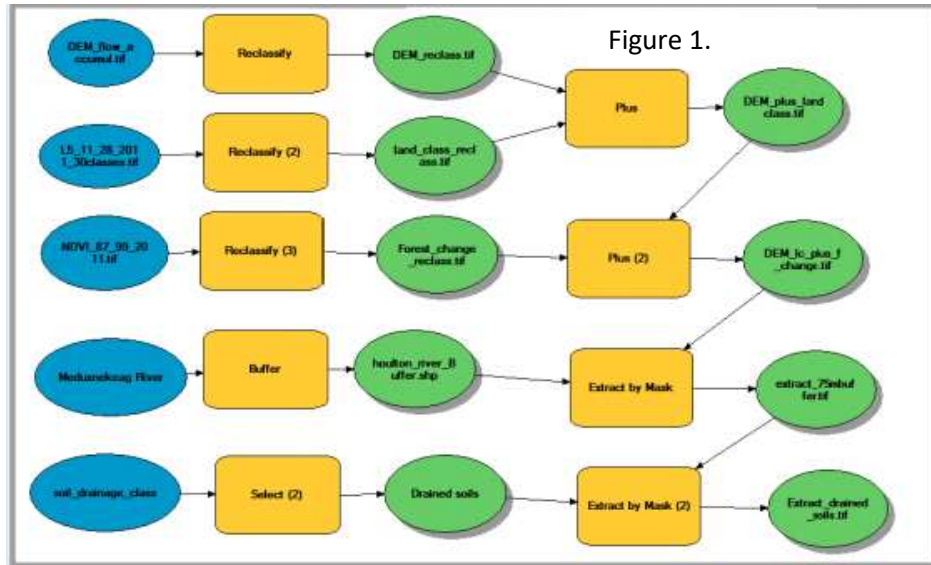 Figure 1.
DEM_flow_a
ccumul.tif
Reclassify
DEM_reclass.tif
Plus
DEM_plus_land
class.tif
L5_11_28_201
1_30classes.tif
Reclassify (2)
land_class_recl
ass.tif
NDVI_87_99_20
11.tif
Reclassify (3)
Forest_change
_reclass.tif
Plus (2)
DEM_lc_plus_f
_change.tif
Meduxnekeag River
Buffer
houlton_river_B
uffer.shp
Extract by Mask
extract_75mbuf
fer.tif
soil_drainage_class
Select (2)
Drained soils
Extract by Mask (2)
Extract_drained
_soils.tif